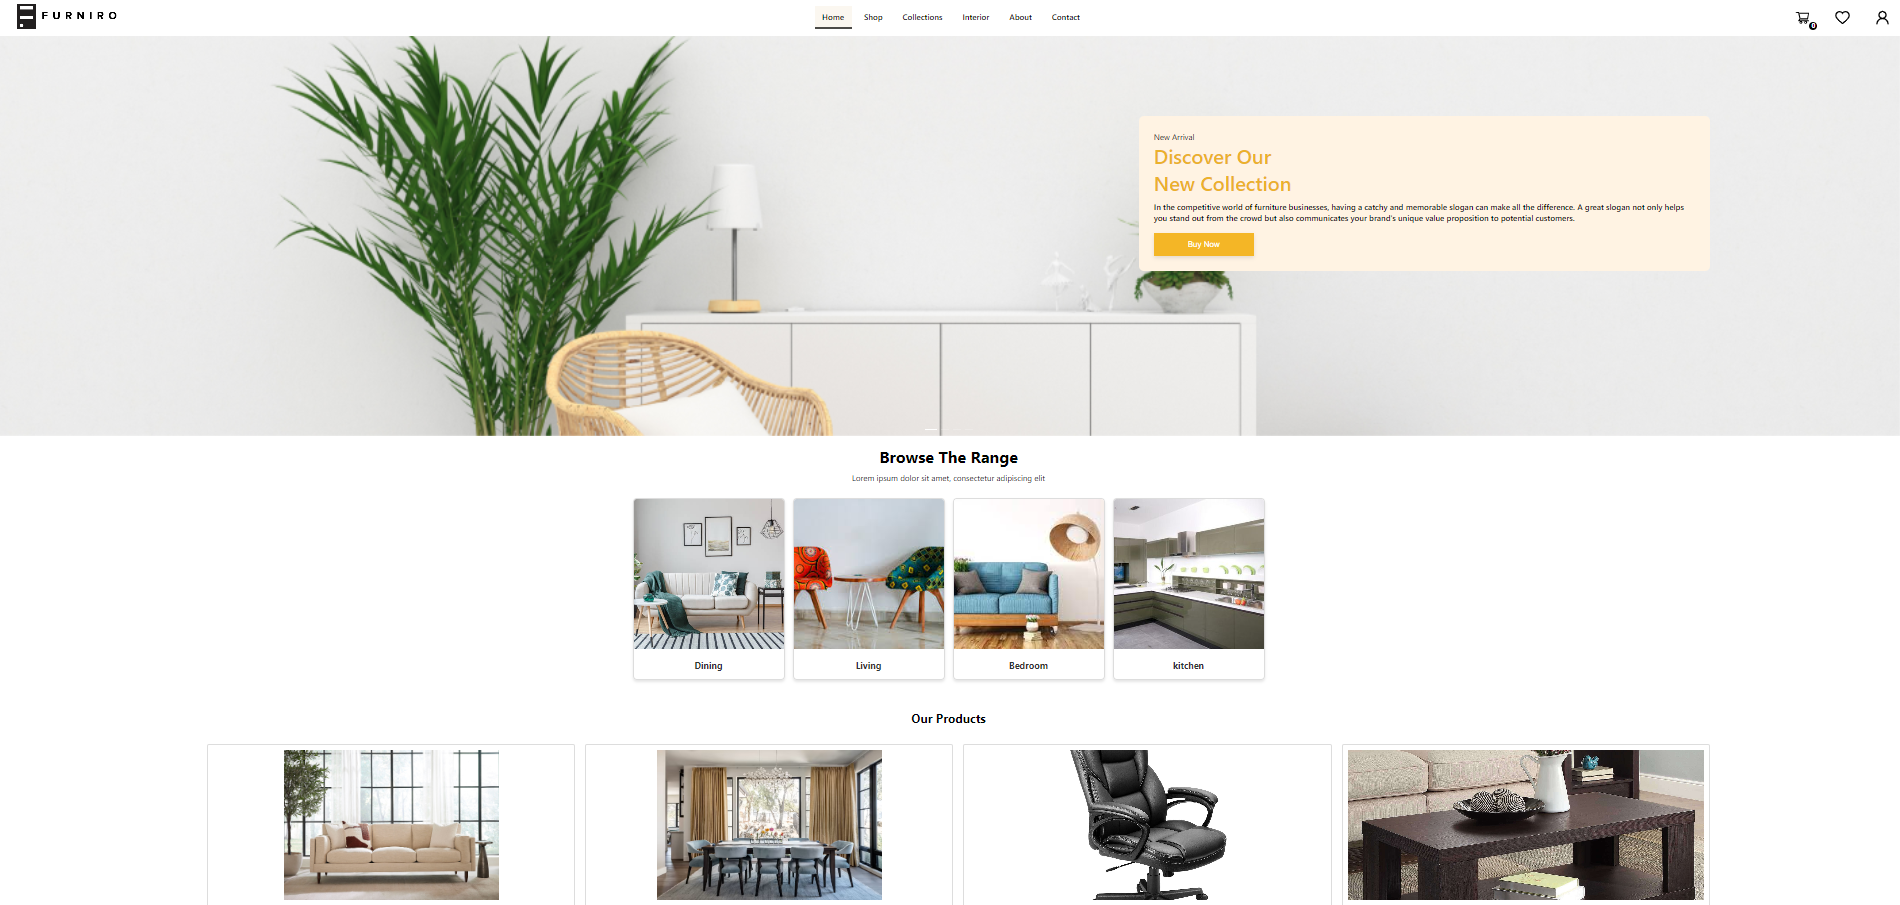 FURNIRO
Home Shop Collections Interior About Contact
0
New Arrival
Discover Our
New Collection
In the competitive world of furniture businesses, having a catchy and memorable slogan can make all the difference. A great slogan not only helps
you stand out from the crowd but also communicates your brand's unique value proposition to potential customers.
Buy Now
Browse The Range
Lorem ipsum dolor sit amet, consectetur adipiscing elit
Dining
Living
Bedroom
kitchen
Our Products